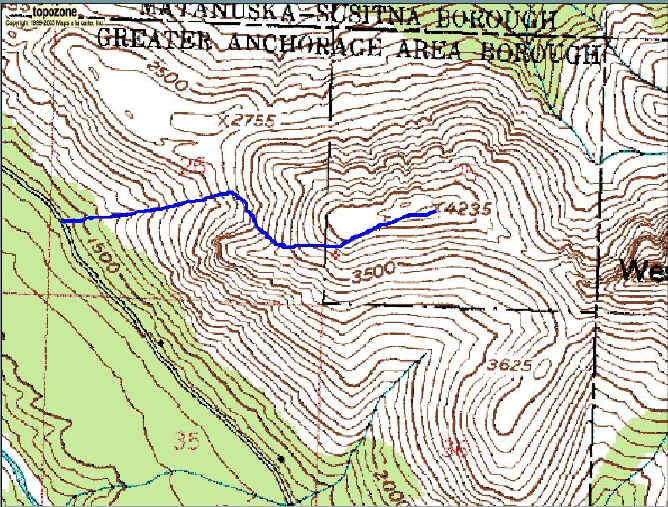 topozone
MATANUSKA-SUSITNA BOROUGH
GREATER ANCHORAGE AREA BOROUGH
3500
2755
25
4235
1500
3500
We
3625
35
36
2000